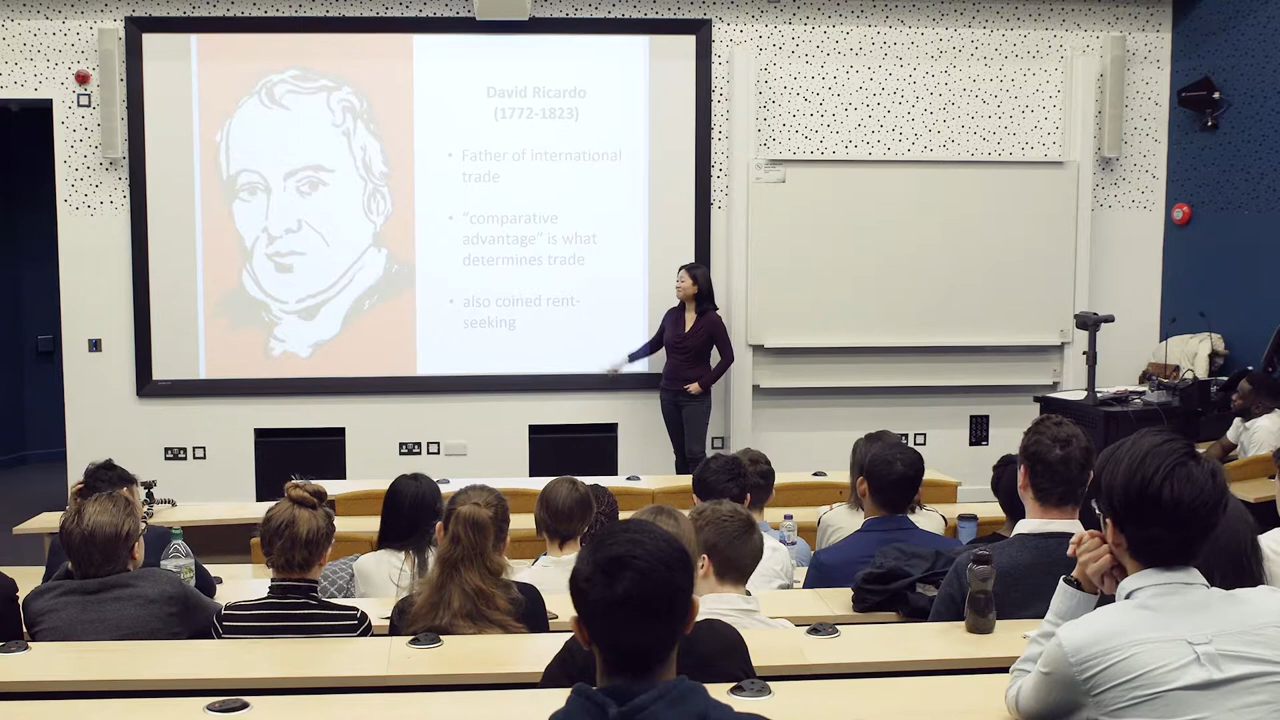 David Ricardo
(1772-1823)
• Father of international
trade
• “comparative
advantage” is what
determines trade
• also coined rent-
seeking